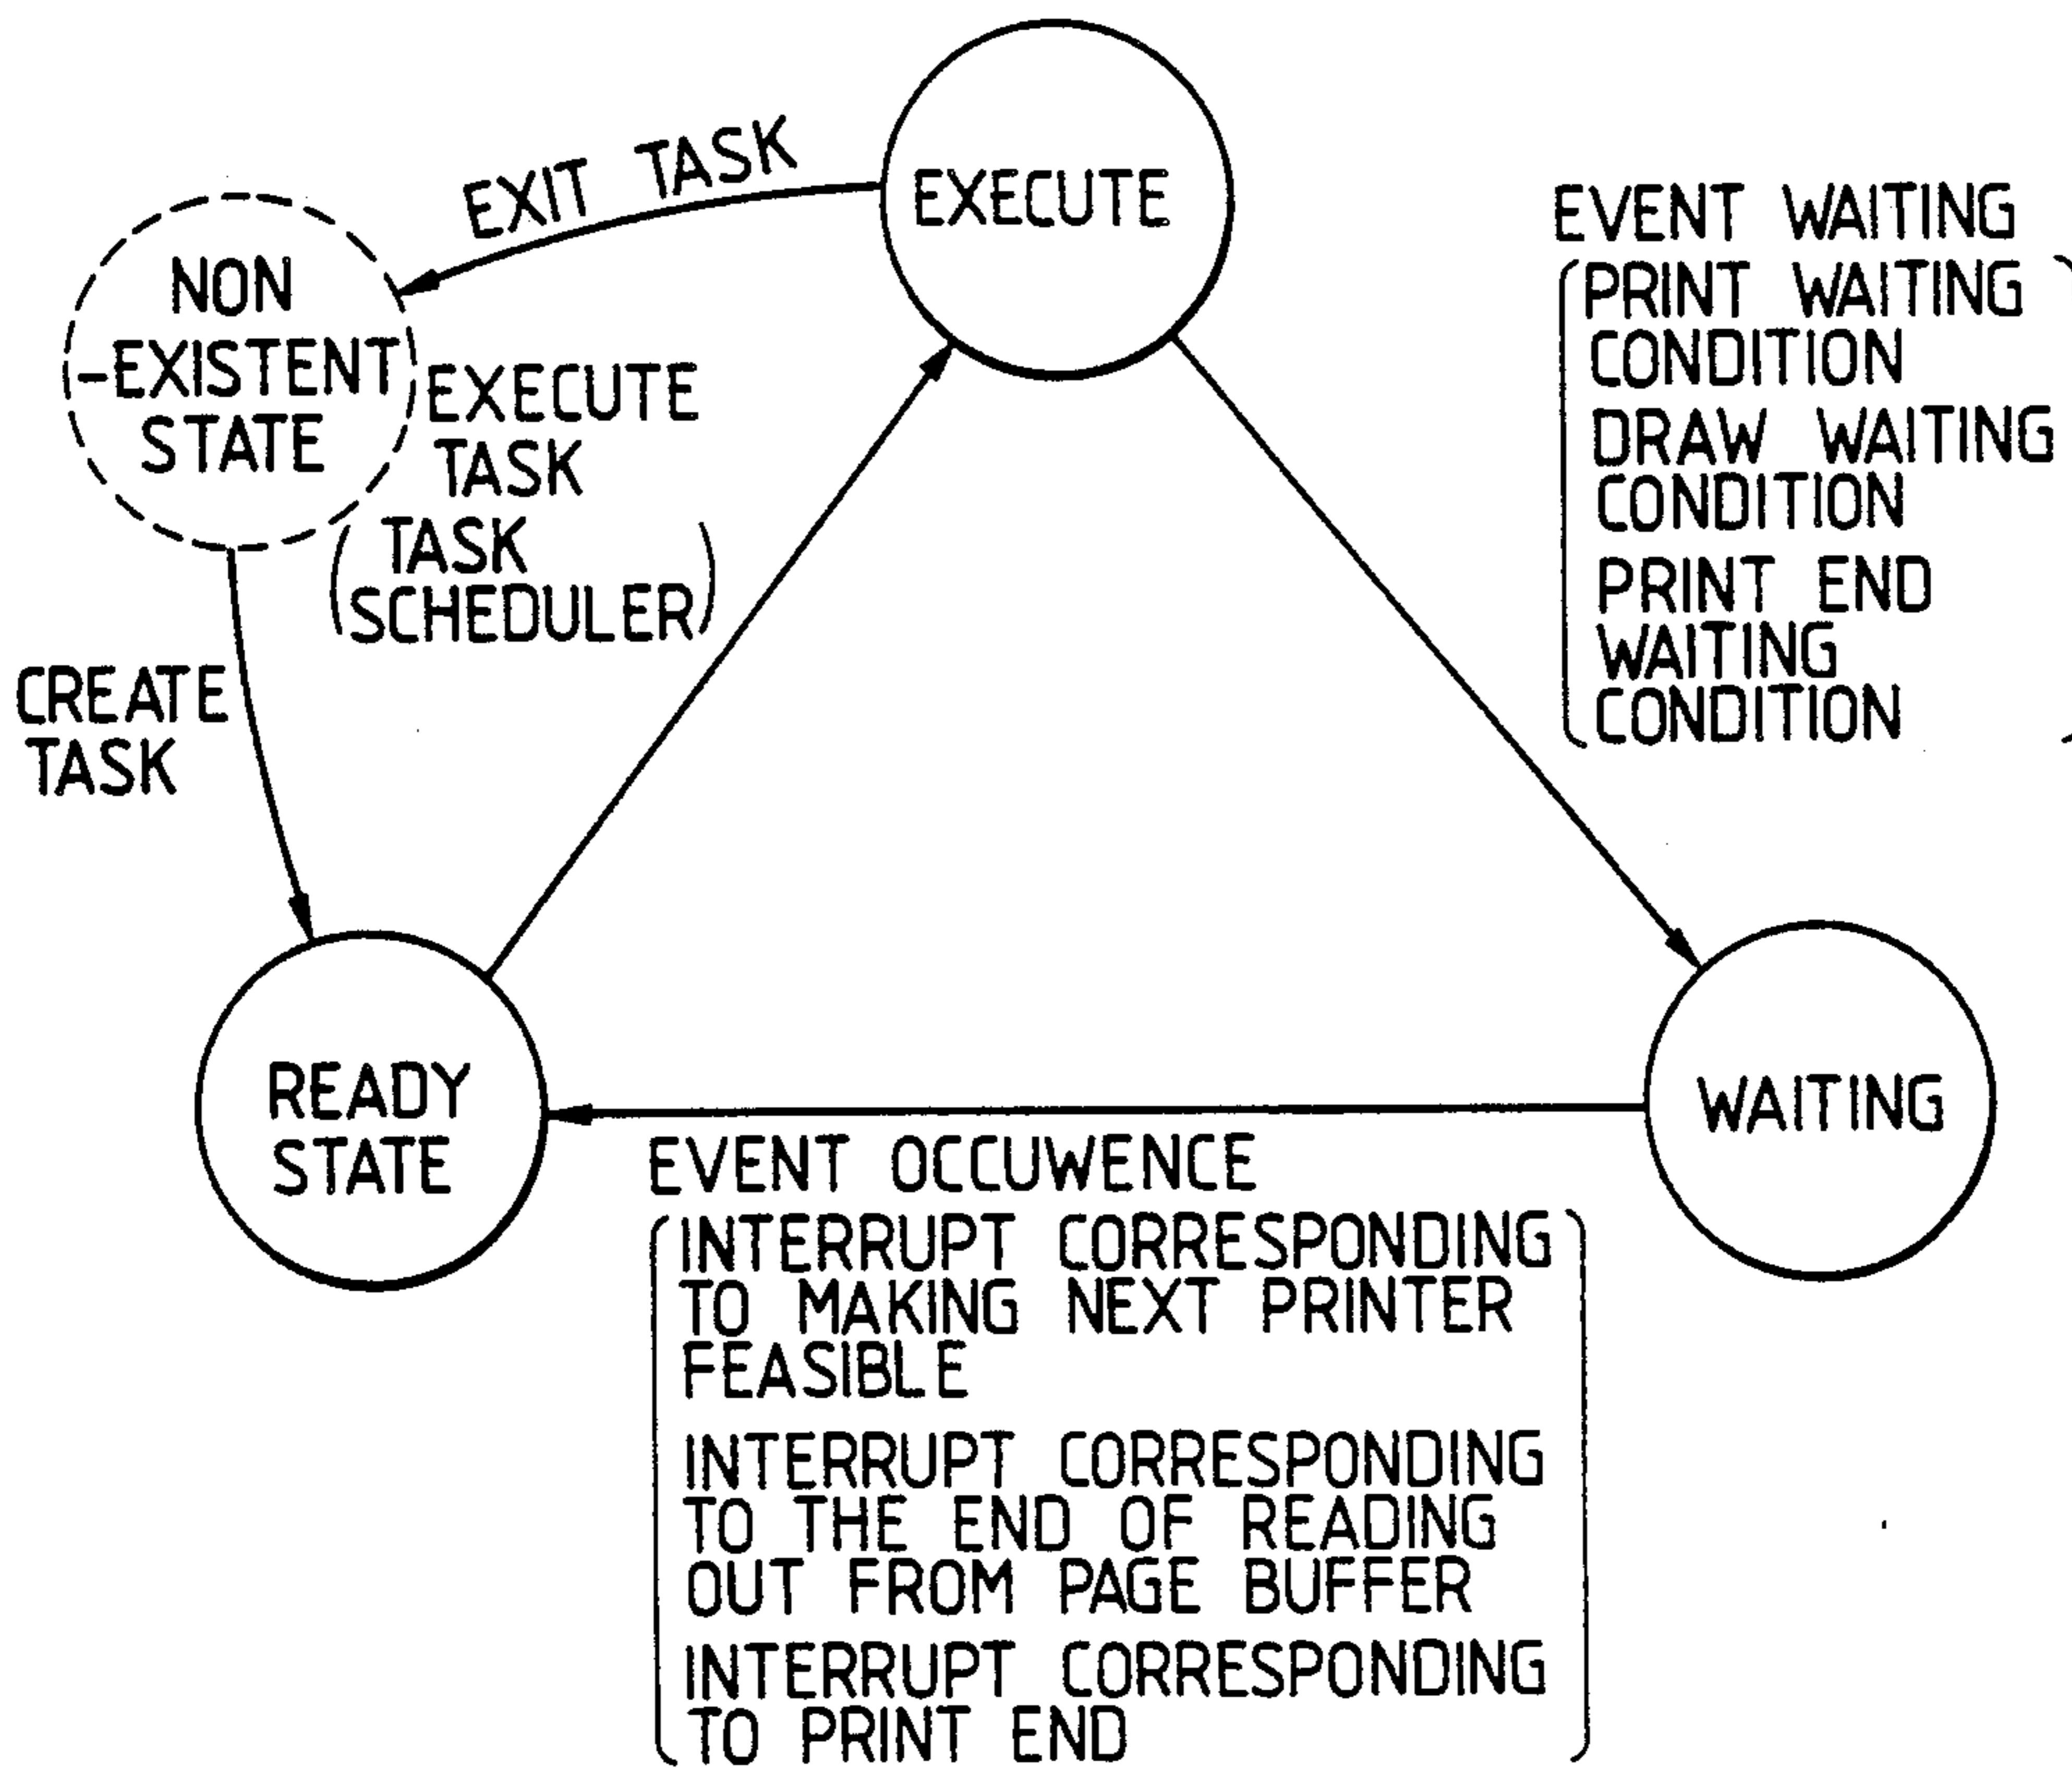 EXIT TASK
EXECUTE
NON
-EXISTENT
STATE
EXECUTE
TASK
(TASK
SCHEDULER)
CREATE
TASK
EVENT WAITING
(PRINT WAITING
CONDITION
DRAW WAITING
CONDITION
PRINT END
WAITING
CONDITION)
READY
STATE
WAITING
EVENT OCCUWENCE
(INTERRUPT CORRESPONDING
TO MAKING NEXT PRINTER
FEASIBLE
INTERRUPT CORRESPONDING
TO THE END OF READING
OUT FROM PAGE BUFFER
INTERRUPT CORRESPONDING
TO PRINT END)